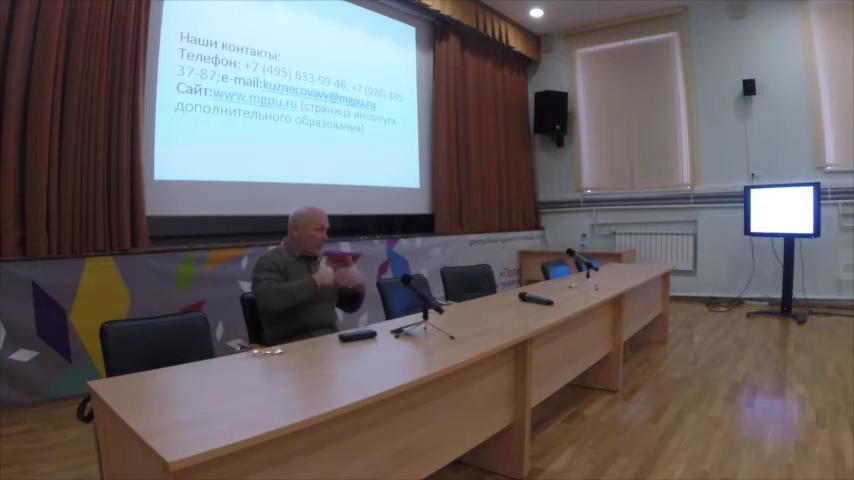 Наши контакты:
Телефон: +7 (495) 633-99-46; +7 (926) 385
37-87;e-mail:kuznecovavv@mgpu.ru
Сайт:www.mgpu.ru (страница института
дополнительного образования)